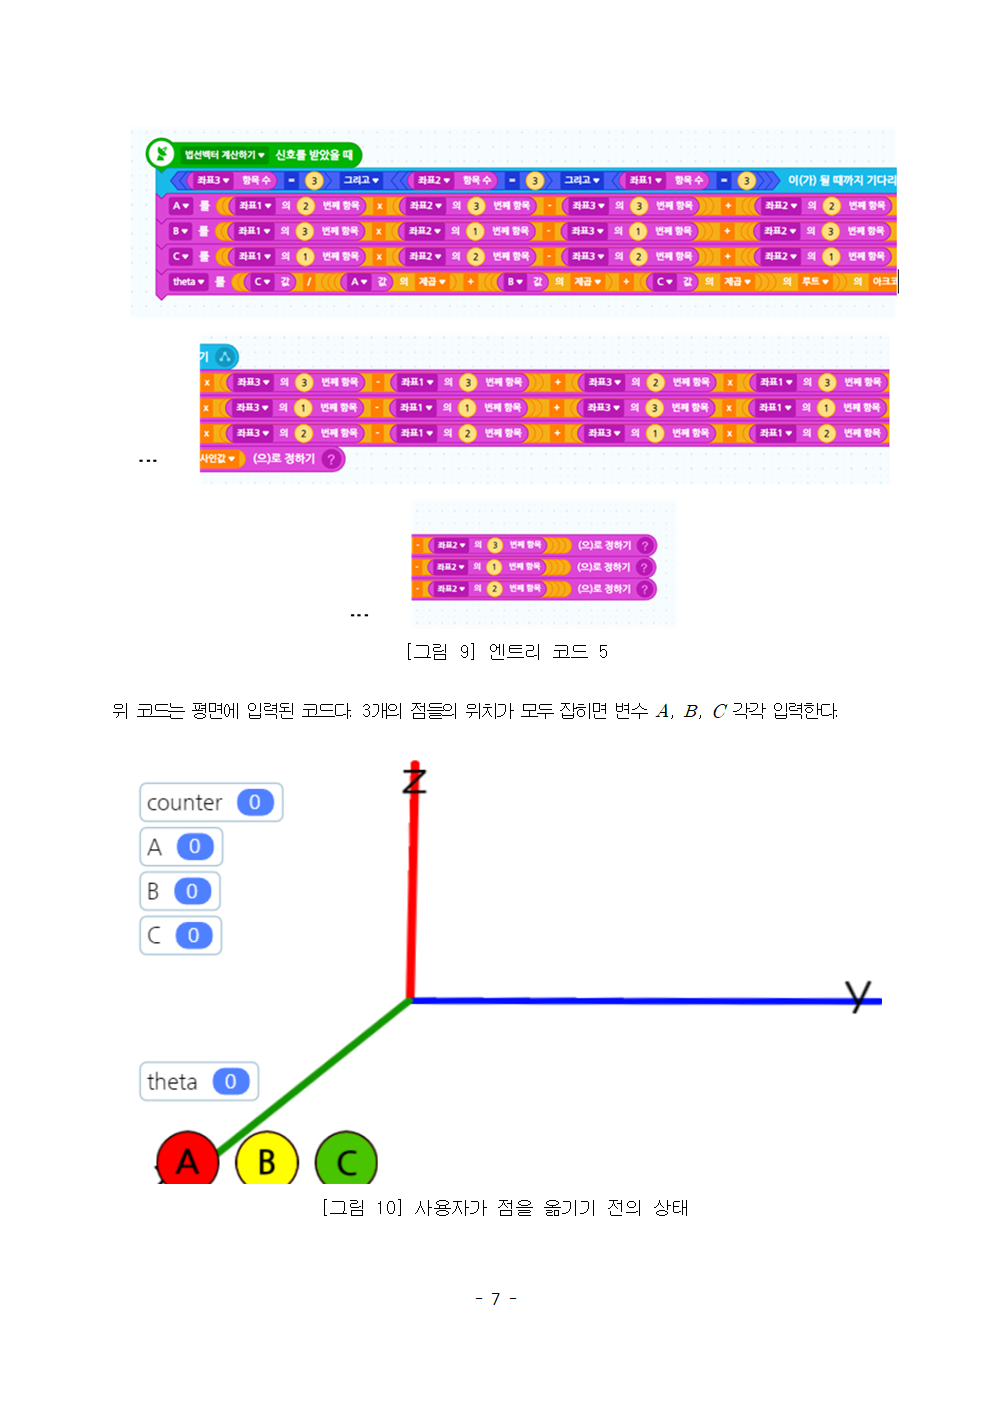 법선벡터 계산하기 ▼ 신호를 받았을 때
좌표3 ▼ 항목 수 = 3 그리고 ▼ 좌표2 ▼ 항목 수 = 3 그리고 ▼ 좌표1 ▼ 항목 수 = 3 이(가) 될 때까지 기다리
A ▼ 를 좌표1 ▼ 의 2 번째 항목 x 좌표2 ▼ 의 3 번째 항목 - 좌표3 ▼ 의 3 번째 항목 + 좌표2 ▼ 의 2 번째 항목
B ▼ 를 좌표1 ▼ 의 3 번째 항목 x 좌표2 ▼ 의 1 번째 항목 - 좌표3 ▼ 의 1 번째 항목 + 좌표2 ▼ 의 3 번째 항목
C ▼ 를 좌표1 ▼ 의 1 번째 항목 x 좌표2 ▼ 의 2 번째 항목 - 좌표3 ▼ 의 2 번째 항목 + 좌표2 ▼ 의 1 번째 항목
theta ▼ 를 C ▼ 값 / A ▼ 값 의 제곱 ▼ + B ▼ 값 의 제곱 ▼ + C ▼ 값 의 제곱 ▼ 의 루트 ▼ 의 아크코
기
x 좌표3 ▼ 의 3 번째 항목 - 좌표1 ▼ 의 3 번째 항목 + 좌표3 ▼ 의 2 번째 항목 x 좌표1 ▼ 의 3 번째 항목
x 좌표3 ▼ 의 1 번째 항목 - 좌표1 ▼ 의 1 번째 항목 + 좌표3 ▼ 의 3 번째 항목 x 좌표1 ▼ 의 1 번째 항목
x 좌표3 ▼ 의 2 번째 항목 - 좌표1 ▼ 의 2 번째 항목 + 좌표3 ▼ 의 1 번째 항목 x 좌표1 ▼ 의 2 번째 항목
... 사인값 ▼ (으)로 정하기 ?
- 좌표2 ▼ 의 3 번째 항목 (으)로 정하기 ?
- 좌표2 ▼ 의 1 번째 항목 (으)로 정하기 ?
- 좌표2 ▼ 의 2 번째 항목 (으)로 정하기 ?
...
[그림 9] 엔트리 코드 5
위 코드는 평면에 입력된 코드다. 3개의 점들의 위치가 모두 잡히면 변수 A, B, C 각각 입력한다.
z
counter 0
A 0
B 0
C 0
y
theta 0
A B C
[그림 10] 사용자가 점을 옮기기 전의 상태
- 7 -